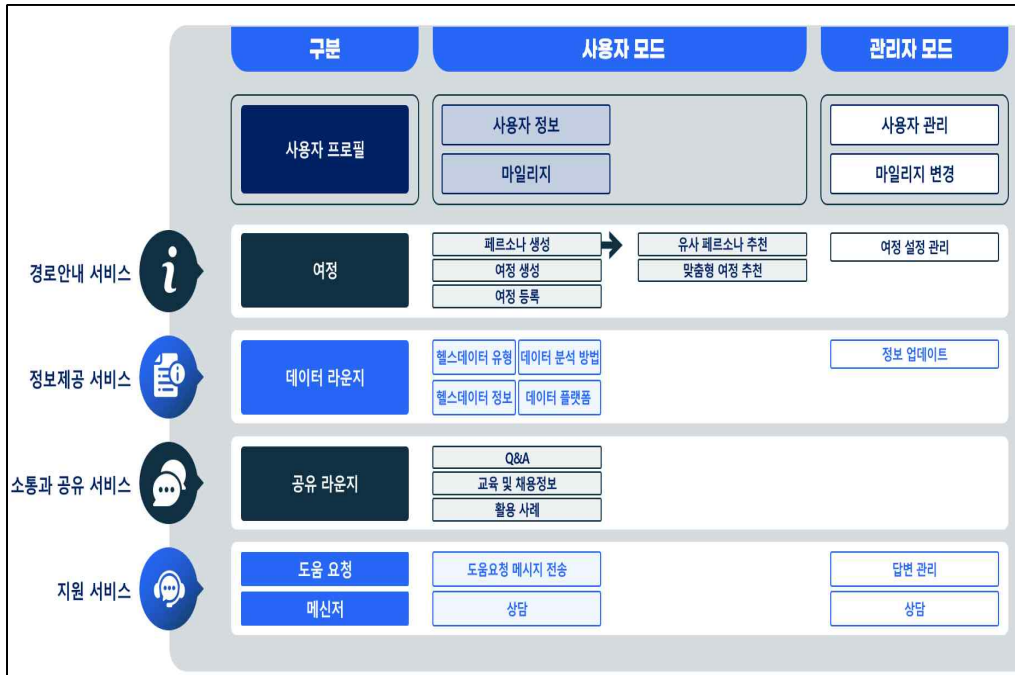 구분 사용자 모드 관리자 모드
사용자 프로필
사용자 정보 사용자 관리
마일리지 마일리지 변경
경로안내 서비스
여정
페르소나 생성 유사 페르소나 추천 여정 설정 관리
여정 생성 맞춤형 여정 추천
여정 등록
정보제공 서비스
데이터 라운지
헬스데이터 유형 데이터 분석 방법 정보 업데이트
헬스데이터 정보 데이터 플랫폼
소통과 공유 서비스
공유 라운지
Q&A
교육 및 채용정보
활용 사례
지원 서비스
도움 요청 도움요청 메시지 전송 답변 관리
메신저 상담 상담